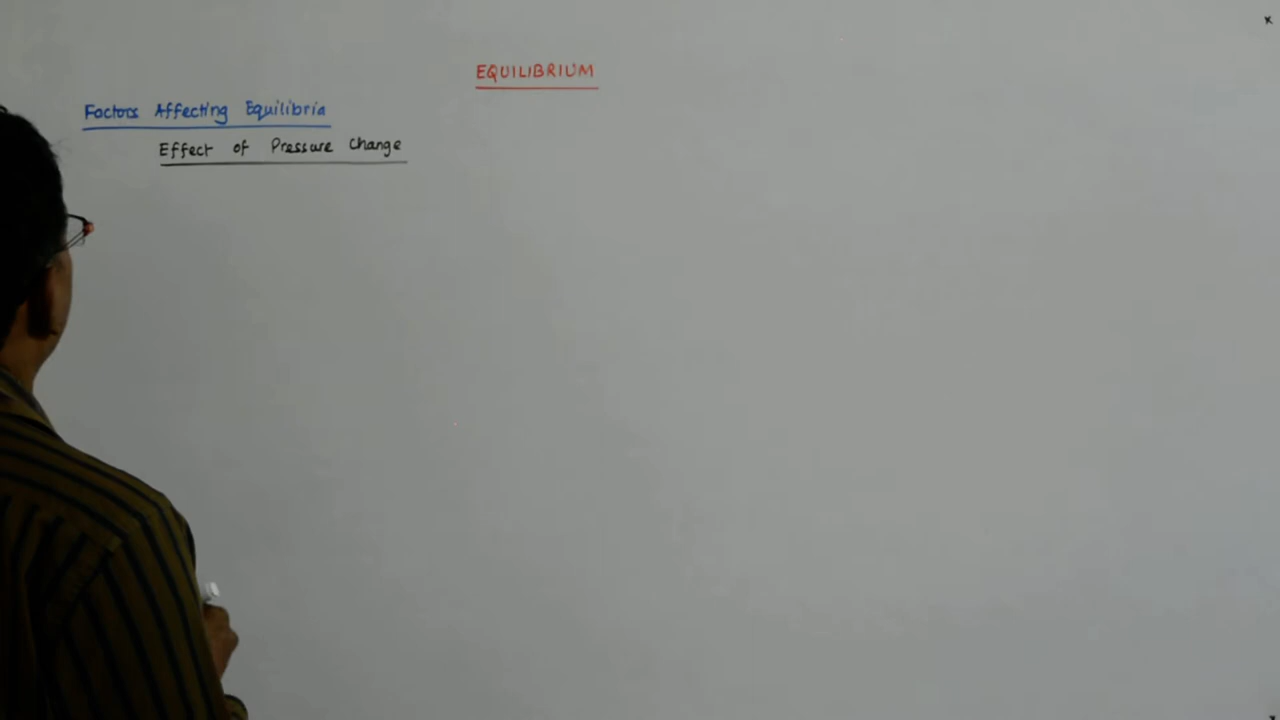 EQUILIBRIUM
Factors Affecting Equilibria
Effect of Pressure Change